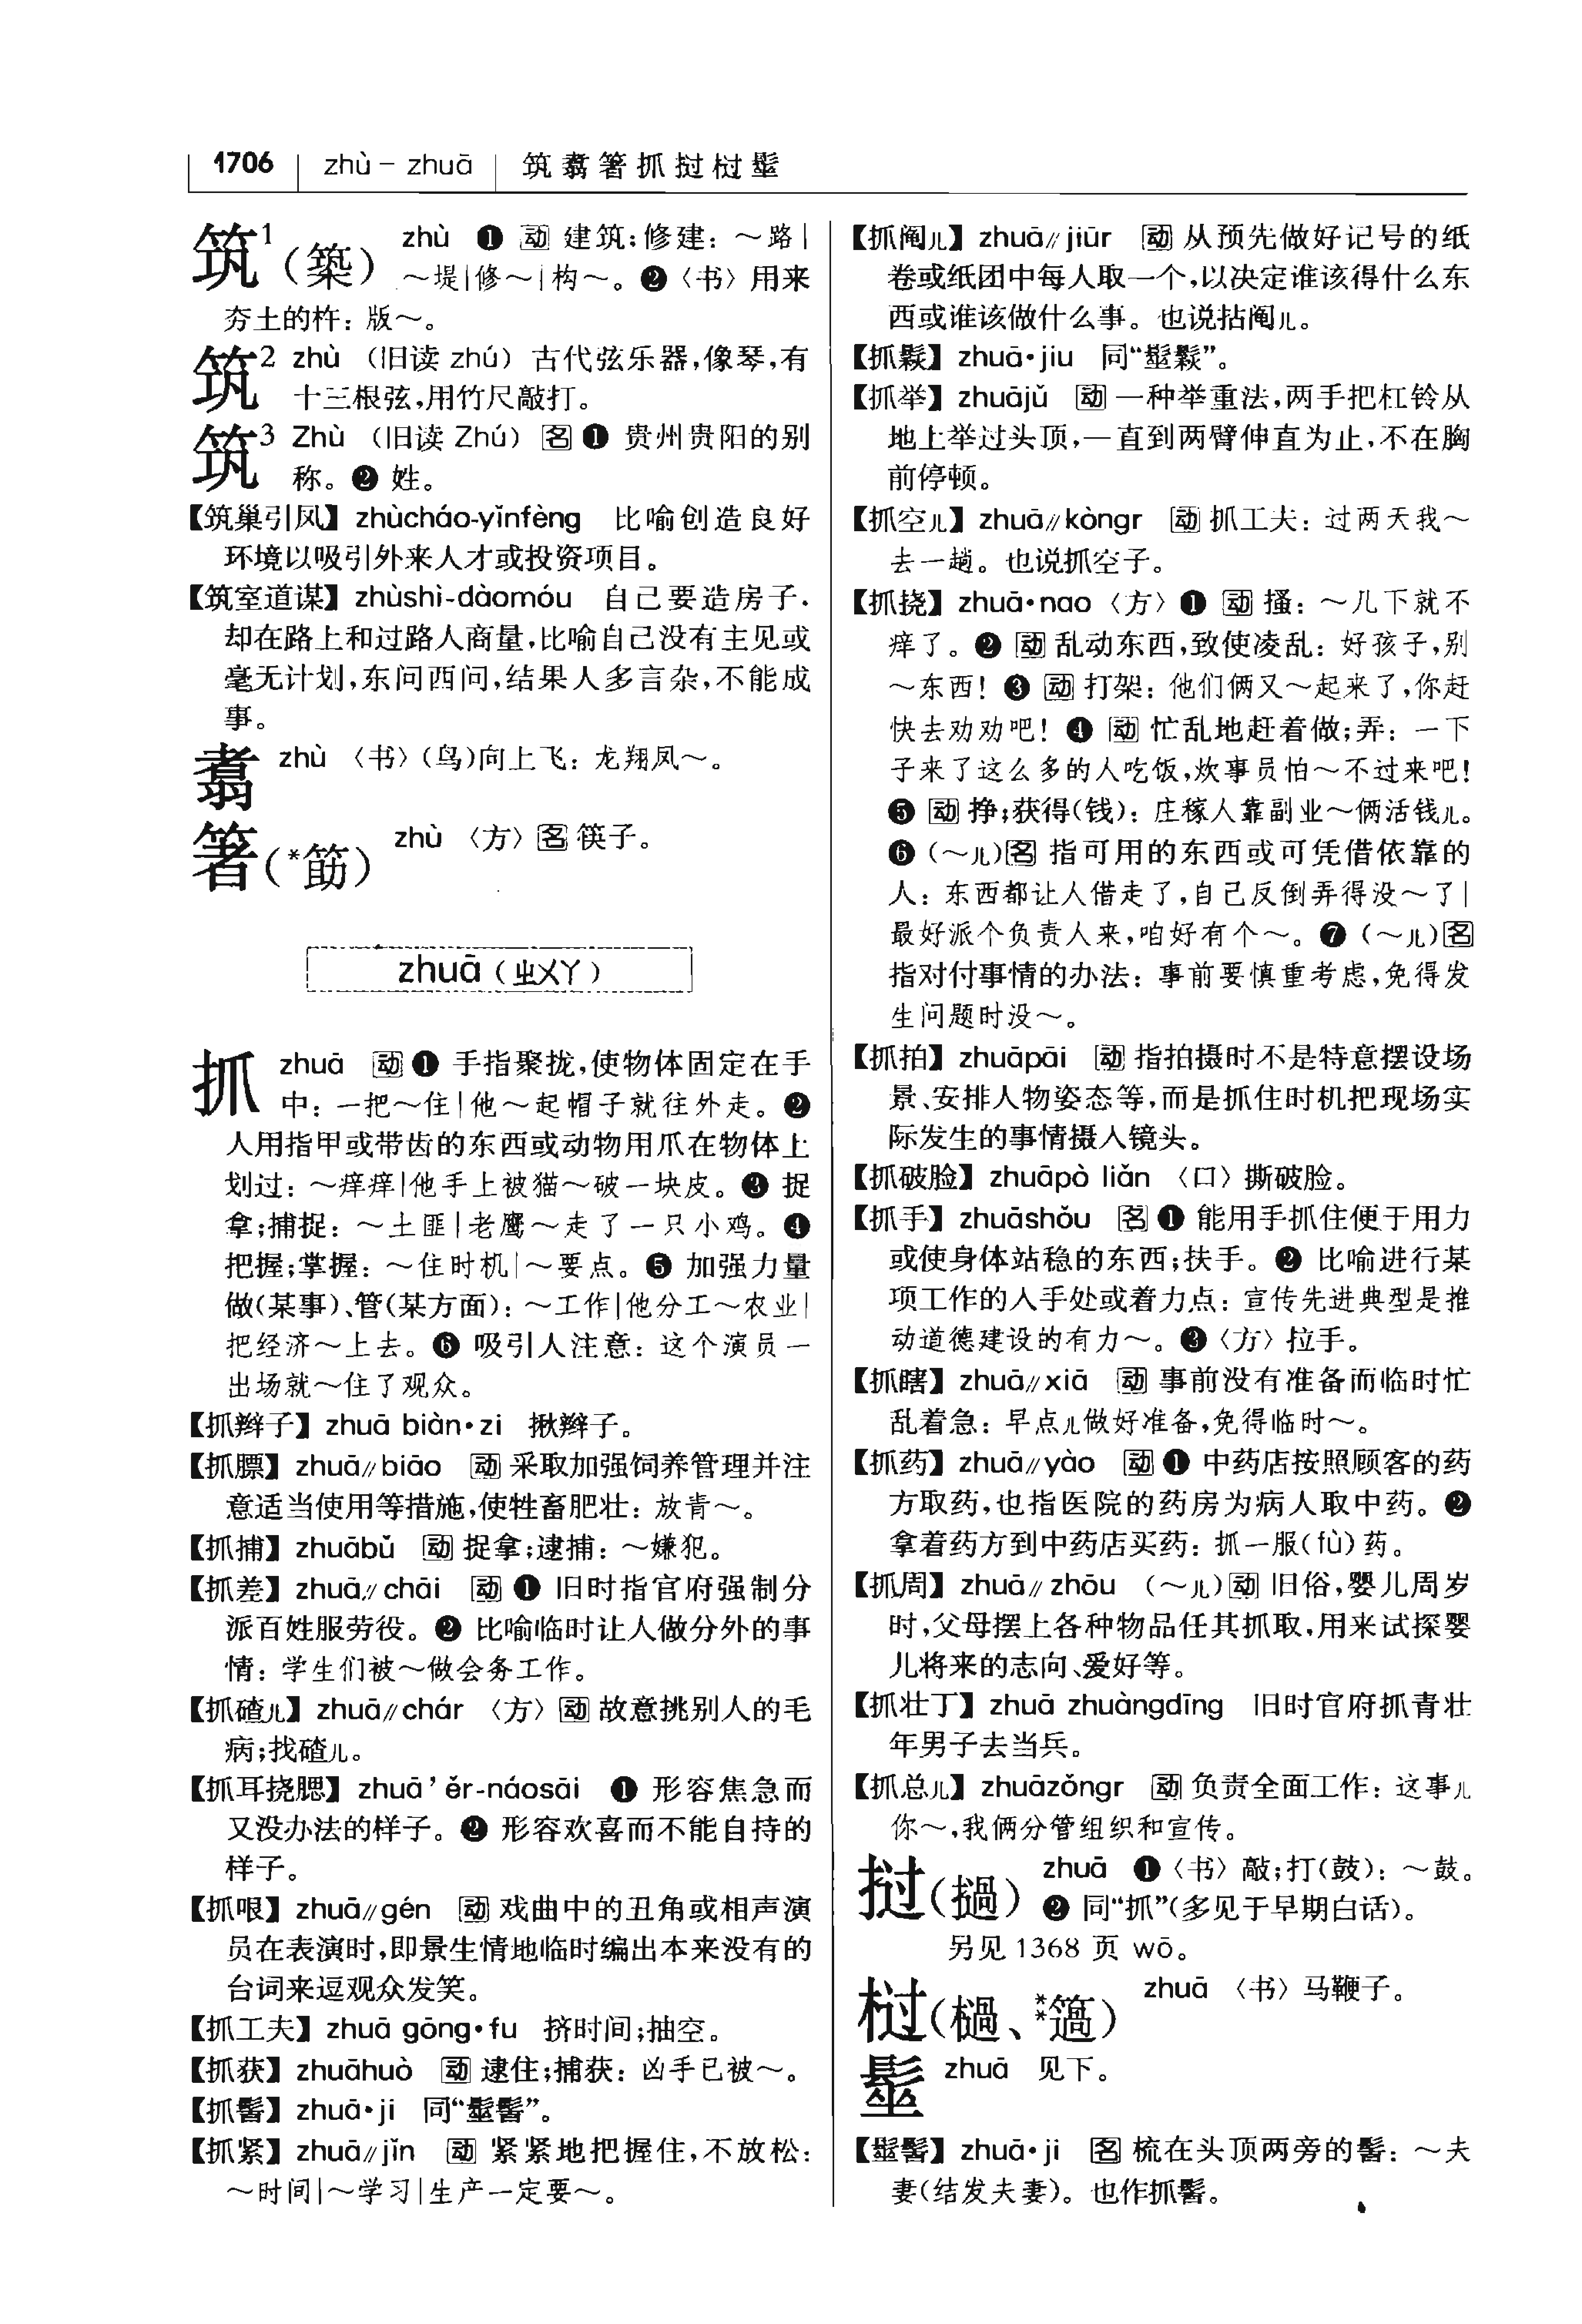 1706 zhù – zhuā 筑翥箸抓挝檛髽
筑1(築) zhù ❶ 动 建筑;修建：～路|
～堤|修～|构～。❷〈书〉用来
夯土的杵：版～。
筑2 zhù （旧读 zhú）古代弦乐器,像琴,有
十三根弦,用竹尺敲打。
筑3 Zhù （旧读 Zhú）名 ❶ 贵州贵阳的别
称。❷ 姓。
【筑巢引风】zhùcháo-yǐnfèng 比喻创造良好
环境以吸引外来人才或投资项目。
【筑室道谋】zhùshì-dàomóu 自己要造房子.
却在路上和过路人商量,比喻自己没有主见或
毫无计划,东问西问,结果人多言杂,不能成
事。
翥 zhù 〈书〉(鸟)向上飞：龙翔凤～。
箸(*筯) zhù 〈方〉名 筷子。
zhuā（ㄓㄨㄚ）
抓 zhuā 动 ❶ 手指聚拢,使物体固定在手
中：一把～住|他～起帽子就往外走。❷
人用指甲或带齿的东西或动物用爪在物体上
划过：～痒痒|他手上被猫～破一块皮。❸ 捉
拿;捕捉：～土匪|老鹰～走了一只小鸡。❹
把握;掌握：～住时机|～要点。❺ 加强力量
做(某事)、管(某方面)：～工作|他分工～农业|
把经济～上去。❻ 吸引人注意：这个演员一
出场就～住了观众。
【抓辫子】zhuā biàn·zi 揪辫子。
【抓膘】zhuā∥biāo 动 采取加强饲养管理并注
意适当使用等措施,使牲畜肥壮：放青～。
【抓捕】zhuābǔ 动 捉拿;逮捕：～嫌犯。
【抓差】zhuā∥chāi 动 ❶ 旧时指官府强制分
派百姓服劳役。❷ 比喻临时让人做分外的事
情：学生们被～做会务工作。
【抓碴儿】zhuā∥chár 〈方〉动 故意挑别人的毛
病;找碴儿。
【抓耳挠腮】zhuā’ěr-náosāi ❶ 形容焦急而
又没办法的样子。❷ 形容欢喜而不能自持的
样子。
【抓哏】zhuā∥gén 动 戏曲中的丑角或相声演
员在表演时,即景生情地临时编出本来没有的
台词来逗观众发笑。
【抓工夫】zhuā gōng·fu 挤时间;抽空。
【抓获】zhuāhuò 动 逮住;捕获：凶手已被～。
【抓髻】zhuā·ji 同“髽髻”。
【抓紧】zhuā∥jǐn 动 紧紧地把握住,不放松：
～时间|～学习|生产一定要～。
【抓阄儿】zhuā∥jiūr 动 从预先做好记号的纸
卷或纸团中每人取一个,以决定谁该得什么东
西或谁该做什么事。也说拈阄儿。
【抓鬏】zhuā·jiu 同“髽鬏”。
【抓举】zhuājǔ 动 一种举重法,两手把杠铃从
地上举过头顶,一直到两臂伸直为止,不在胸
前停顿。
【抓空儿】zhuā∥kòngr 动 抓工夫：过两天我～
去一趟。也说抓空子。
【抓挠】zhuā·nao〈方〉❶ 动 搔：～几下就不
痒了。❷ 动 乱动东西,致使凌乱：好孩子,别
～东西！❸ 动 打架：他们俩又～起来了,你赶
快去劝劝吧！❹ 动 忙乱地赶着做;弄：一下
子来了这么多的人吃饭,炊事员怕～不过来吧！
❺ 动 挣;获得(钱)：庄稼人靠副业～俩活钱儿。
❻ (～儿)名 指可用的东西或可凭借依靠的
人：东西都让人借走了,自己反倒弄得没～了|
最好派个负责人来,咱好有个～。❼ (～儿)名
指对付事情的办法：事前要慎重考虑,免得发
生问题时没～。
【抓拍】zhuāpāi 动 指拍摄时不是特意摆设场
景、安排人物姿态等,而是抓住时机把现场实
际发生的事情摄入镜头。
【抓破脸】zhuāpò liǎn 〈口〉撕破脸。
【抓手】zhuāshǒu 名 ❶ 能用手抓住便于用力
或使身体站稳的东西;扶手。❷ 比喻进行某
项工作的入手处或着力点：宣传先进典型是推
动道德建设的有力～。❸〈方〉拉手。
【抓瞎】zhuā∥xiā 动 事前没有准备而临时忙
乱着急：早点儿做好准备,免得临时～。
【抓药】zhuā∥yào 动 ❶ 中药店按照顾客的药
方取药,也指医院的药房为病人取中药。❷
拿着药方到中药店买药：抓一服(fù)药。
【抓周】zhuā∥zhōu （～儿）动 旧俗,婴儿周岁
时,父母摆上各种物品任其抓取,用来试探婴
儿将来的志向、爱好等。
【抓壮丁】zhuā zhuàngdīng 旧时官府抓青壮
年男子去当兵。
【抓总儿】zhuāzǒngr 动 负责全面工作：这事儿
你～,我俩分管组织和宣传。
挝(撾) zhuā ❶〈书〉敲;打(鼓)：～鼓。
❷ 同“抓”(多见于早期白话)。
另见 1368 页 wō。
𣗋(檛、**簻) zhuā 〈书〉马鞭子。
髽 zhuā 见下。
【髽髻】zhuā·ji 名 梳在头顶两旁的髻：～夫
妻(结发夫妻)。也作抓髻。